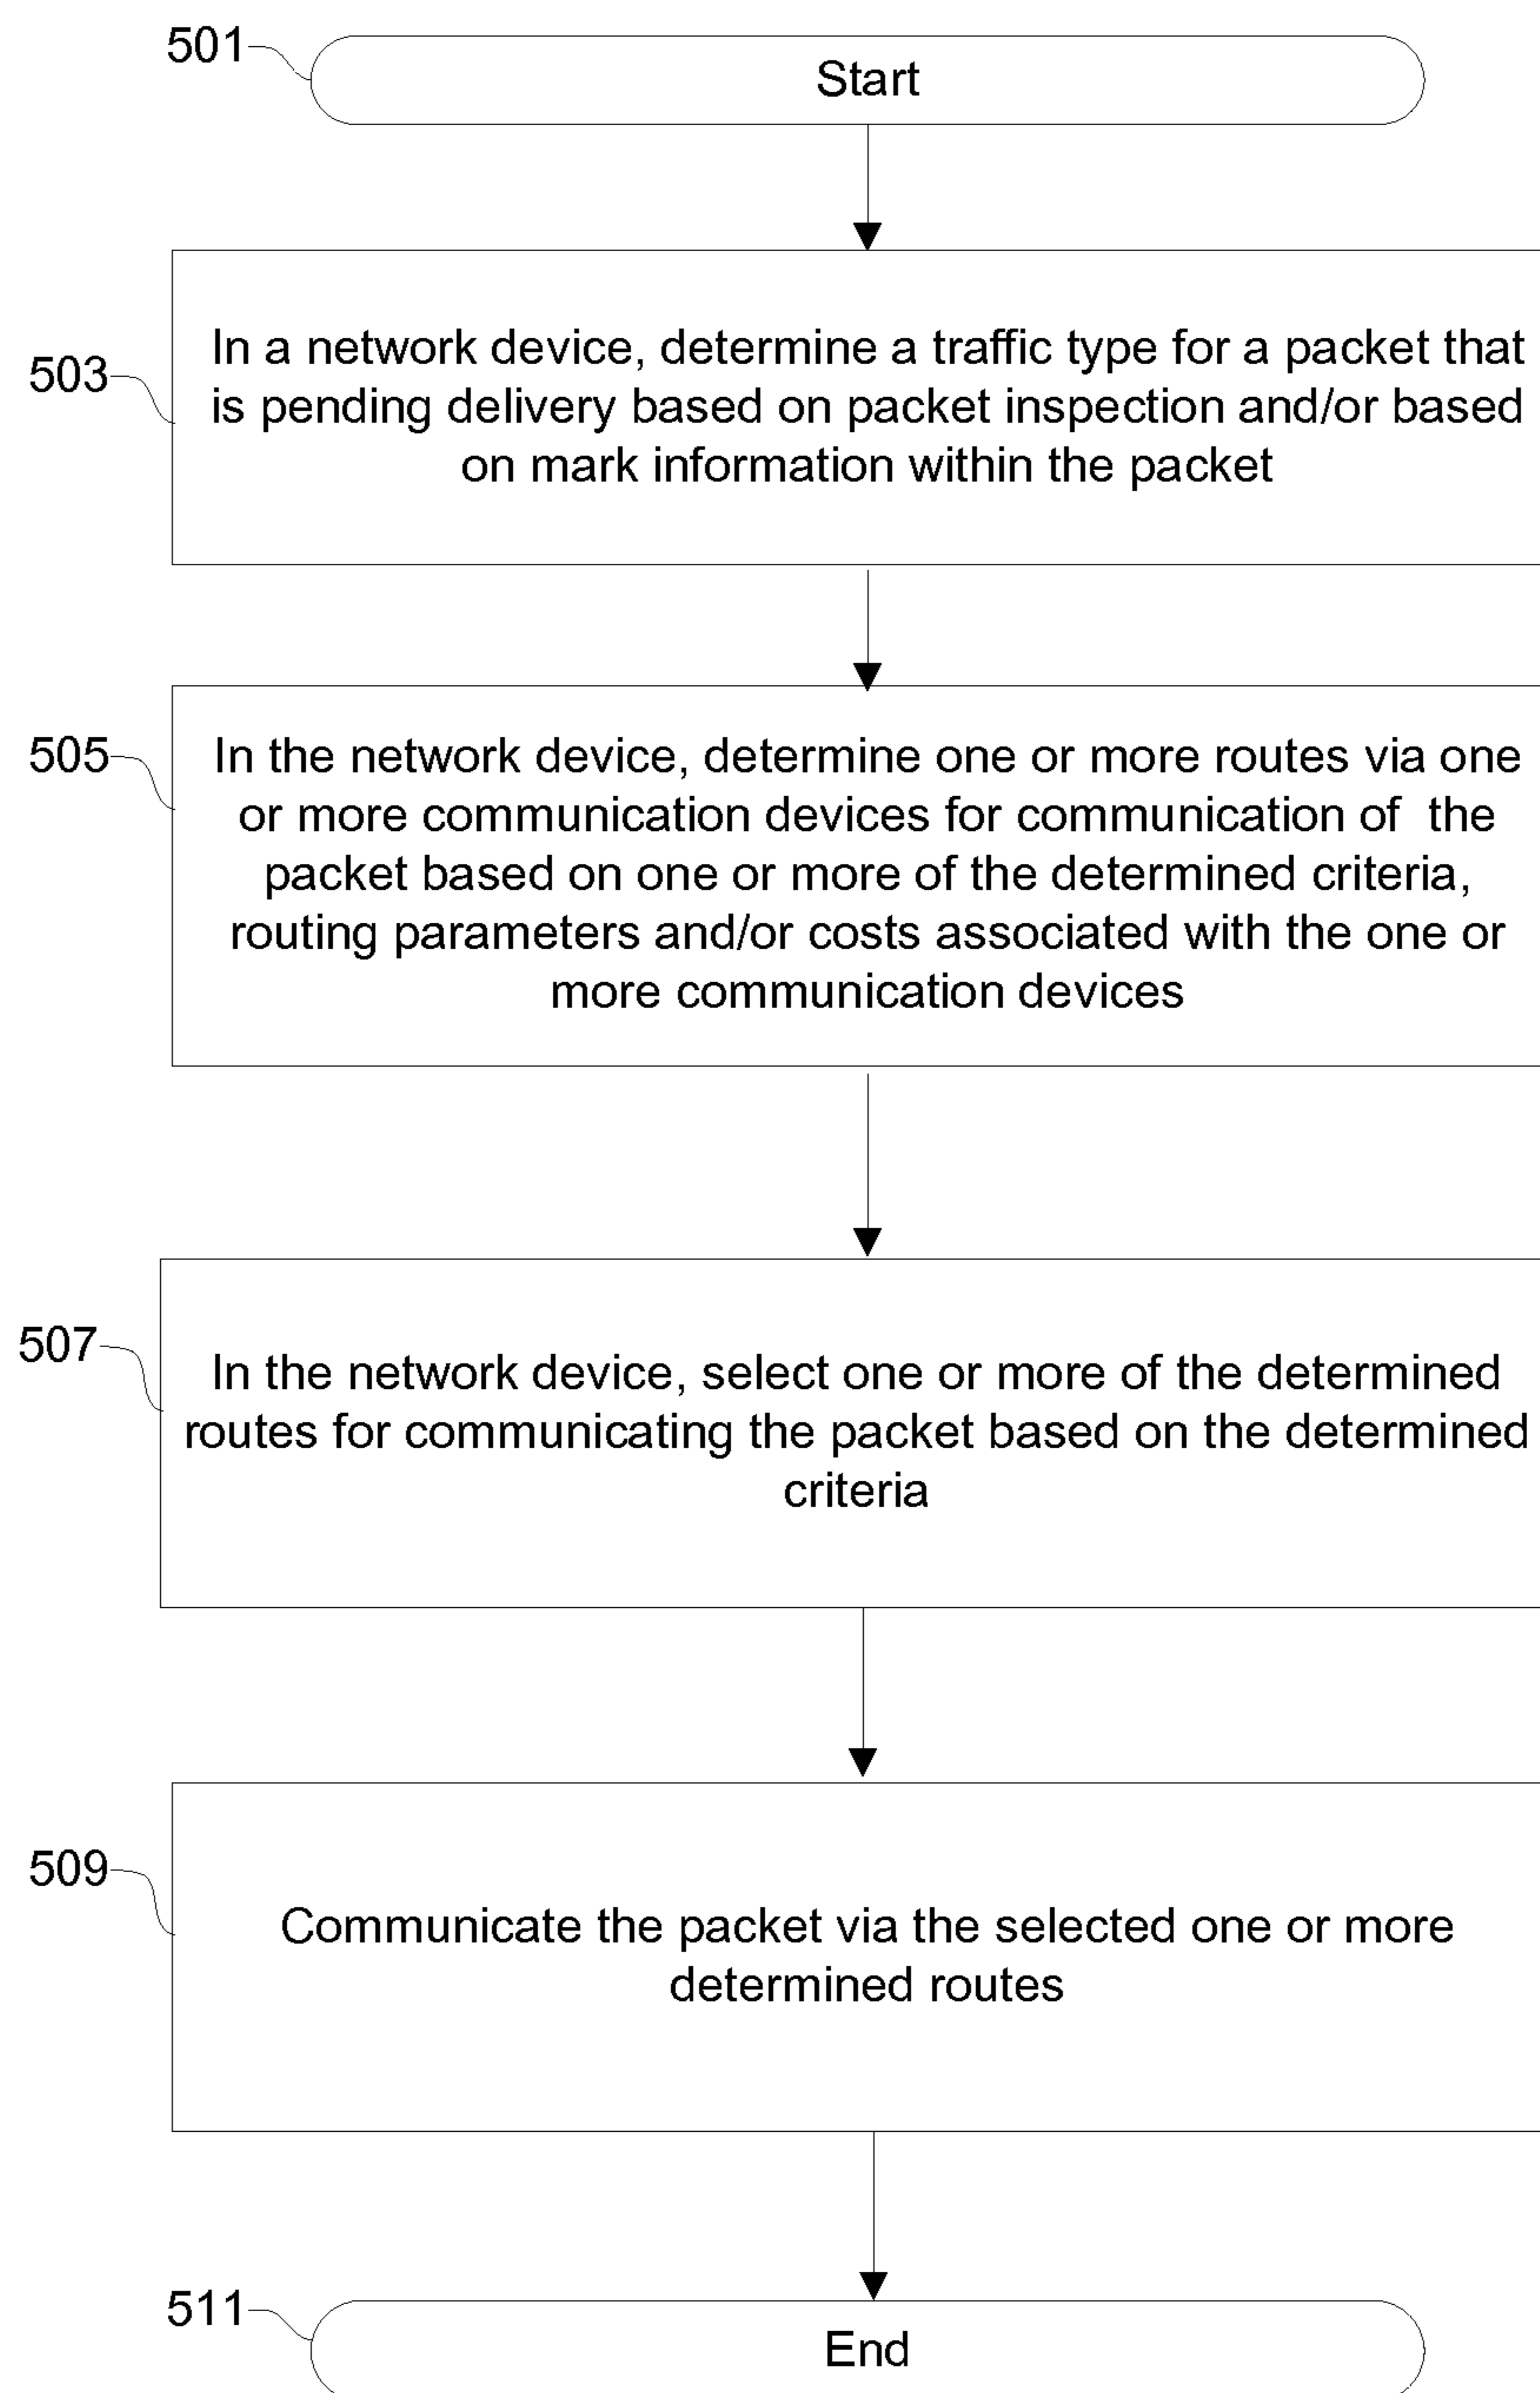 501
Start
503
In a network device, determine a traffic type for a packet that
is pending delivery based on packet inspection and/or based
on mark information within the packet
505
In the network device, determine one or more routes via one
or more communication devices for communication of  the
packet based on one or more of the determined criteria,
routing parameters and/or costs associated with the one or
more communication devices
507
In the network device, select one or more of the determined
routes for communicating the packet based on the determined
criteria
509
Communicate the packet via the selected one or more
determined routes
511
End